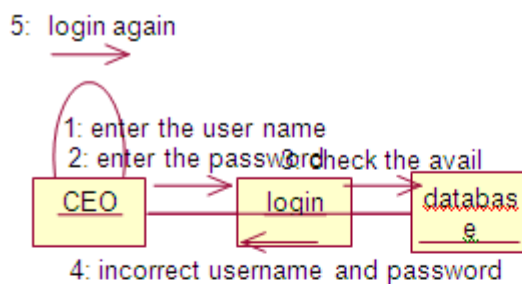 5: login again
1: enter the user name
2: enter the password
3: check the avail
CEO
login
databas
e
4: incorrect username and password